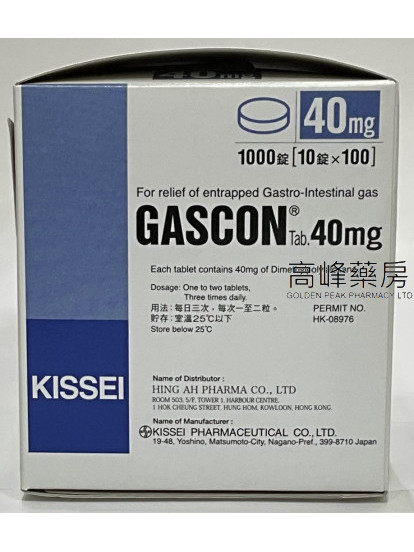 40mg
40mg
1000錠[10錠×100]
For relief of entrapped Gastro-Intestinal gas
GASCON® Tab. 40mg
Each tablet contains 40mg of
高峰藥房
GOLDEN PEAK PHARMACY LTD
Dosage: One to two tablets,
Three times daily.
用法：每日三次，每次一至二粒。
貯存：室溫25℃以下
Store below 25℃
PERMIT NO.
HK-08976
KISSEI
Name of Distributor :
HING AH PHARMA CO., LTD
ROOM 503, 5/F, TOWER 1, HARBOUR CENTRE,
1 HOK CHEUNG STREET, HUNG HOM, KOWLOON, HONG KONG.
Name of Manufacturer :
KISSEI PHARMACEUTICAL CO., LTD.
19-48, Yoshino, Matsumoto-City, Nagano-Pref., 399-8710 Japan